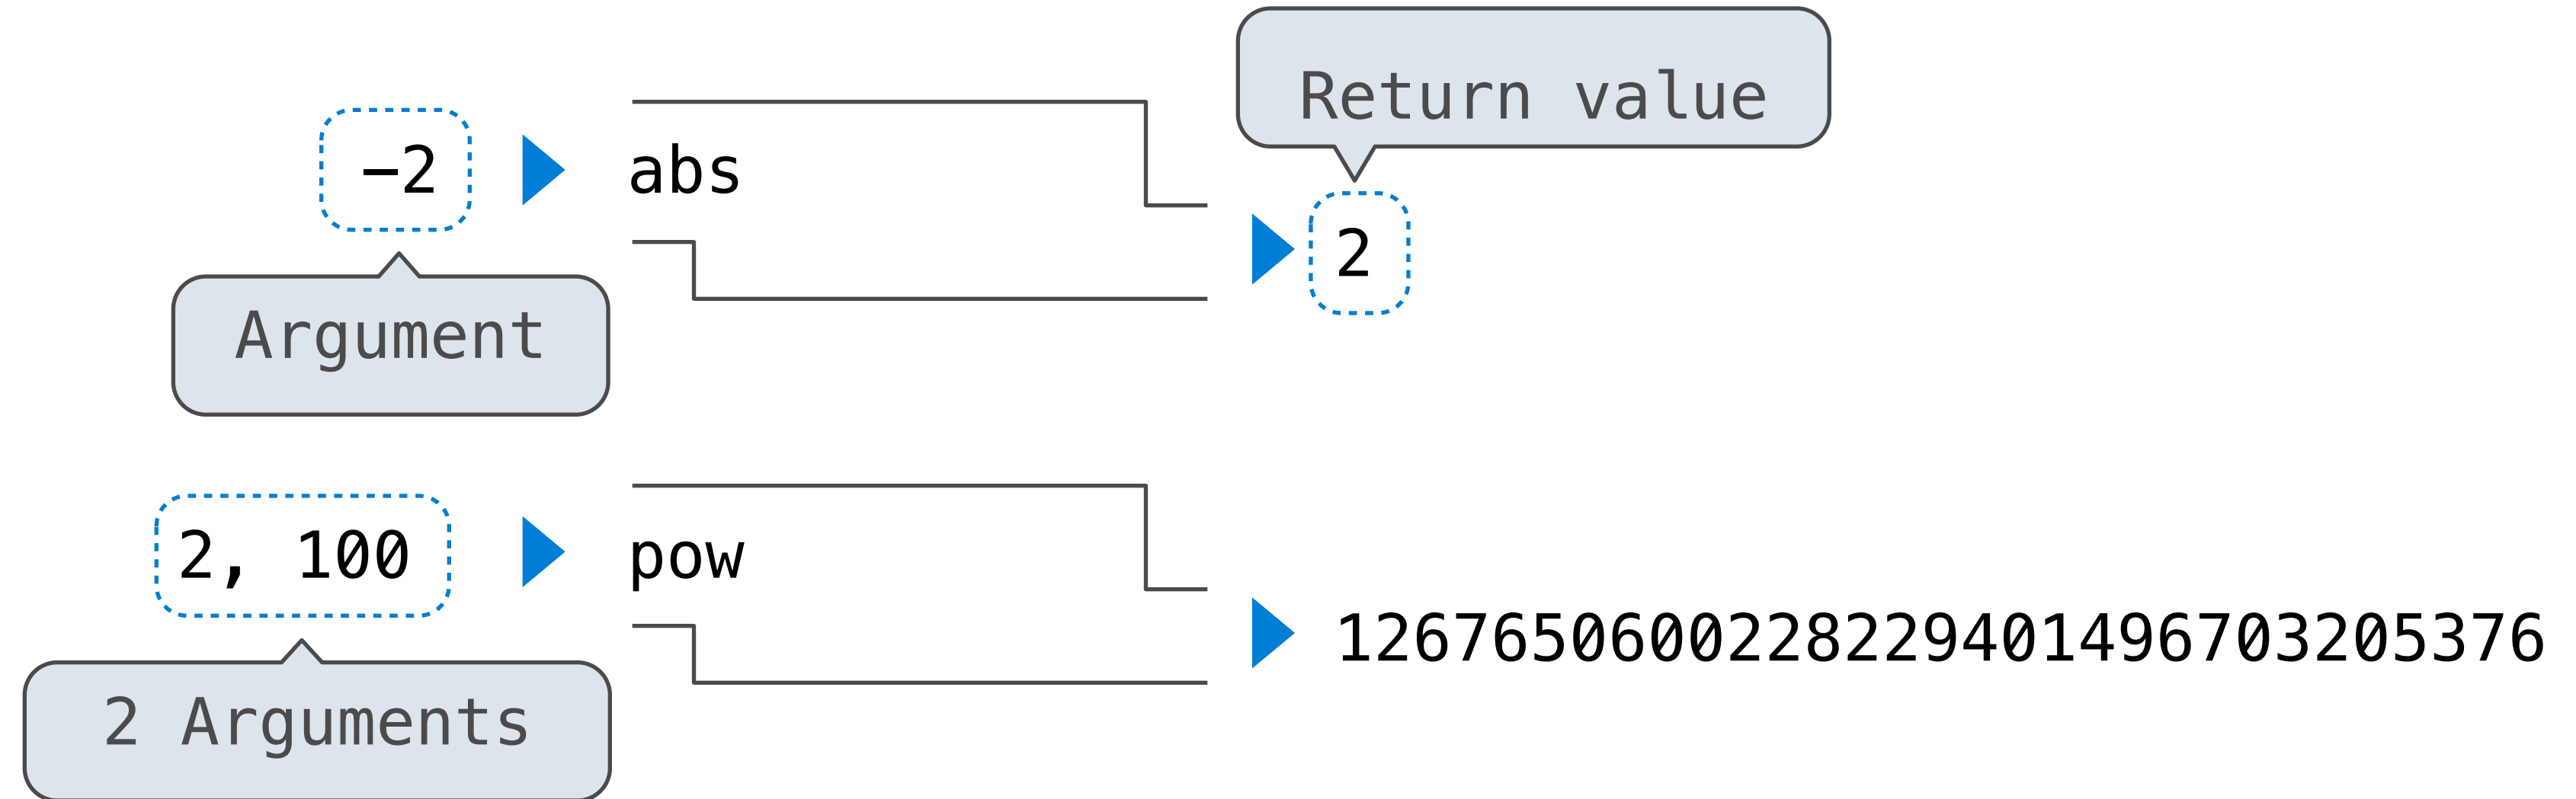 Return value
−2
abs
2
Argument
2, 100
pow
1267650600228229401496703205376
2 Arguments